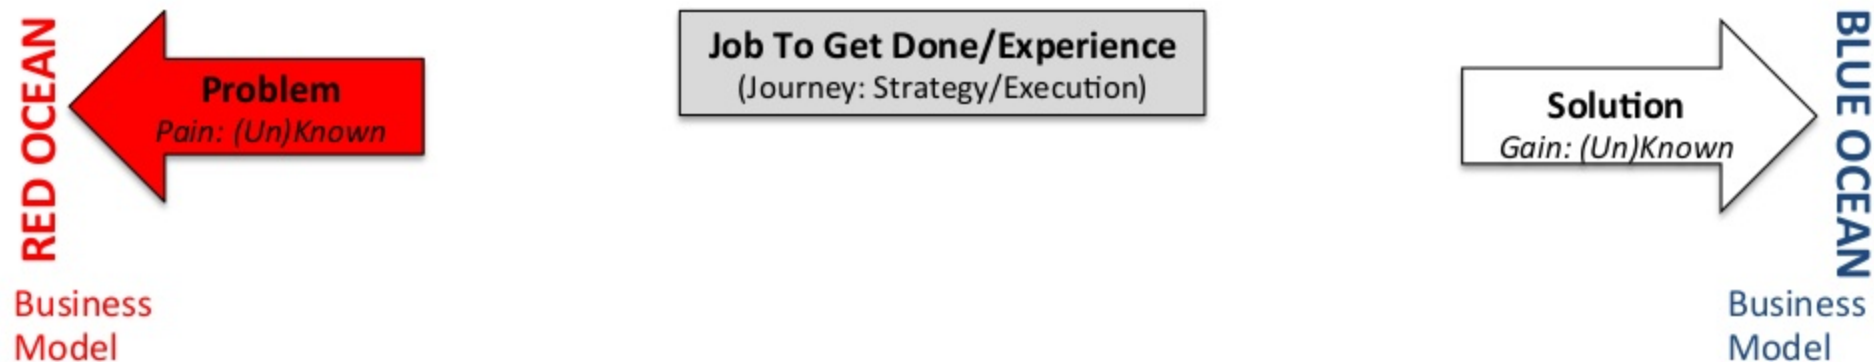 RED OCEAN
Business
Model
Problem
Pain: (Un)Known
Job To Get Done/Experience
(Journey: Strategy/Execution)
Solution
Gain: (Un)Known
BLUE OCEAN
Business
Model